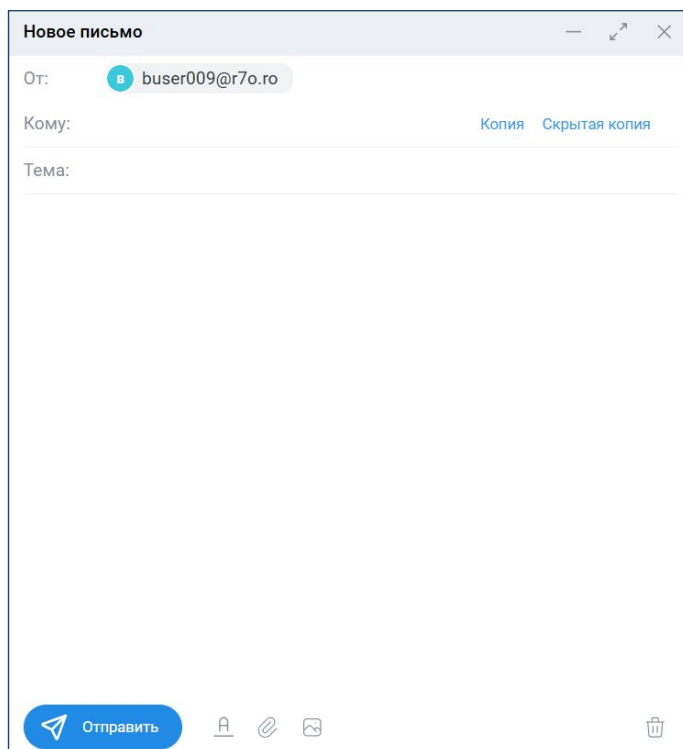 Новое письмо
От: в buser009@r7o.ro
Кому: Копия Скрытая копия
Тема:
Отправить A